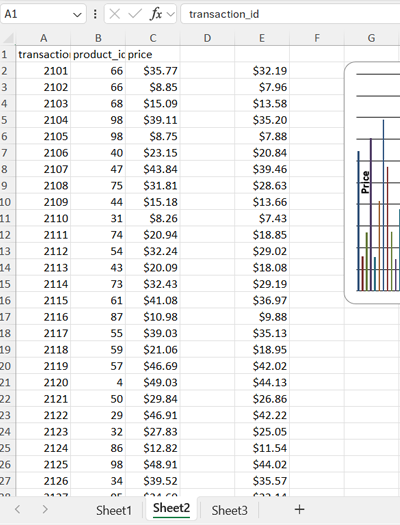 A1 fx transaction_id
A B C D E F G
1 transaction product_id price
2 2101 66 $35.77 $32.19
3 2102 66 $8.85 $7.96
4 2103 68 $15.09 $13.58
5 2104 98 $39.11 $35.20
6 2105 98 $8.75 $7.88
7 2106 40 $23.15 $20.84
8 2107 47 $43.84 $39.46
9 2108 75 $31.81 $28.63
10 2109 44 $15.18 $13.66
11 2110 31 $8.26 $7.43
12 2111 74 $20.94 $18.85
13 2112 54 $32.24 $29.02
14 2113 43 $20.09 $18.08
15 2114 73 $32.43 $29.19
16 2115 61 $41.08 $36.97
17 2116 87 $10.98 $9.88
18 2117 55 $39.03 $35.13
19 2118 59 $21.06 $18.95
20 2119 57 $46.69 $42.02
21 2120 4 $49.03 $44.13
22 2121 50 $29.84 $26.86
23 2122 29 $46.91 $42.22
24 2123 32 $27.83 $25.05
25 2124 86 $12.82 $11.54
26 2125 98 $48.91 $44.02
27 2126 34 $39.52 $35.57
Price
Sheet1 Sheet2 Sheet3